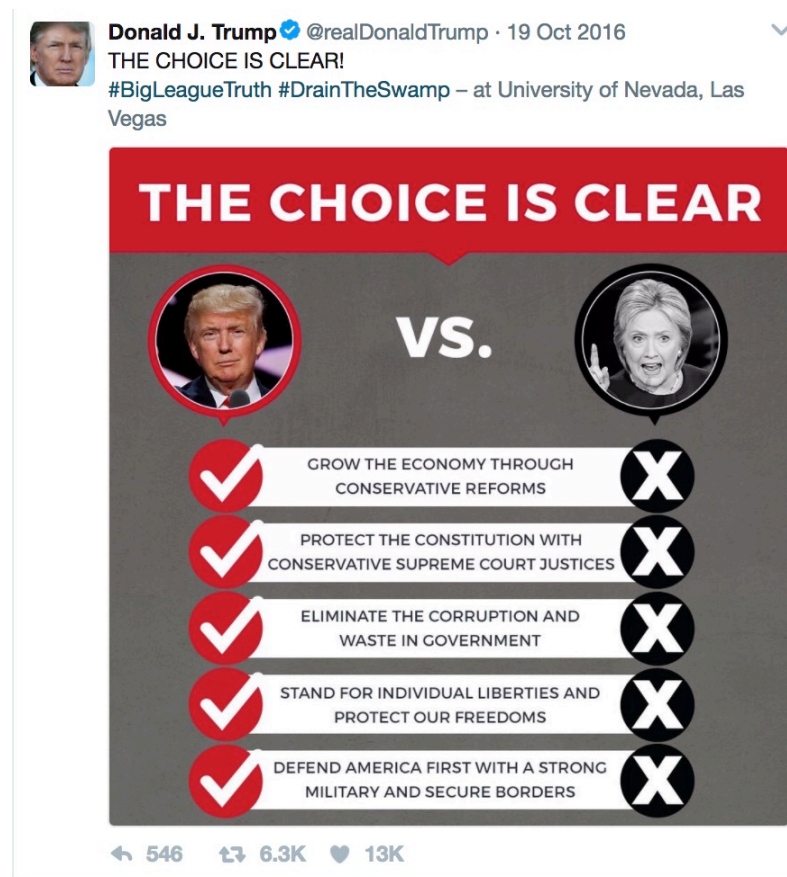 Donald J. Trump @realDonaldTrump · 19 Oct 2016
THE CHOICE IS CLEAR!
#BigLeagueTruth #DrainTheSwamp – at University of Nevada, Las
Vegas
THE CHOICE IS CLEAR
VS.
GROW THE ECONOMY THROUGH
CONSERVATIVE REFORMS
X
PROTECT THE CONSTITUTION WITH
CONSERVATIVE SUPREME COURT JUSTICES
X
ELIMINATE THE CORRUPTION AND
WASTE IN GOVERNMENT
X
STAND FOR INDIVIDUAL LIBERTIES AND
PROTECT OUR FREEDOMS
X
DEFEND AMERICA FIRST WITH A STRONG
MILITARY AND SECURE BORDERS
X
546 6.3K 13K